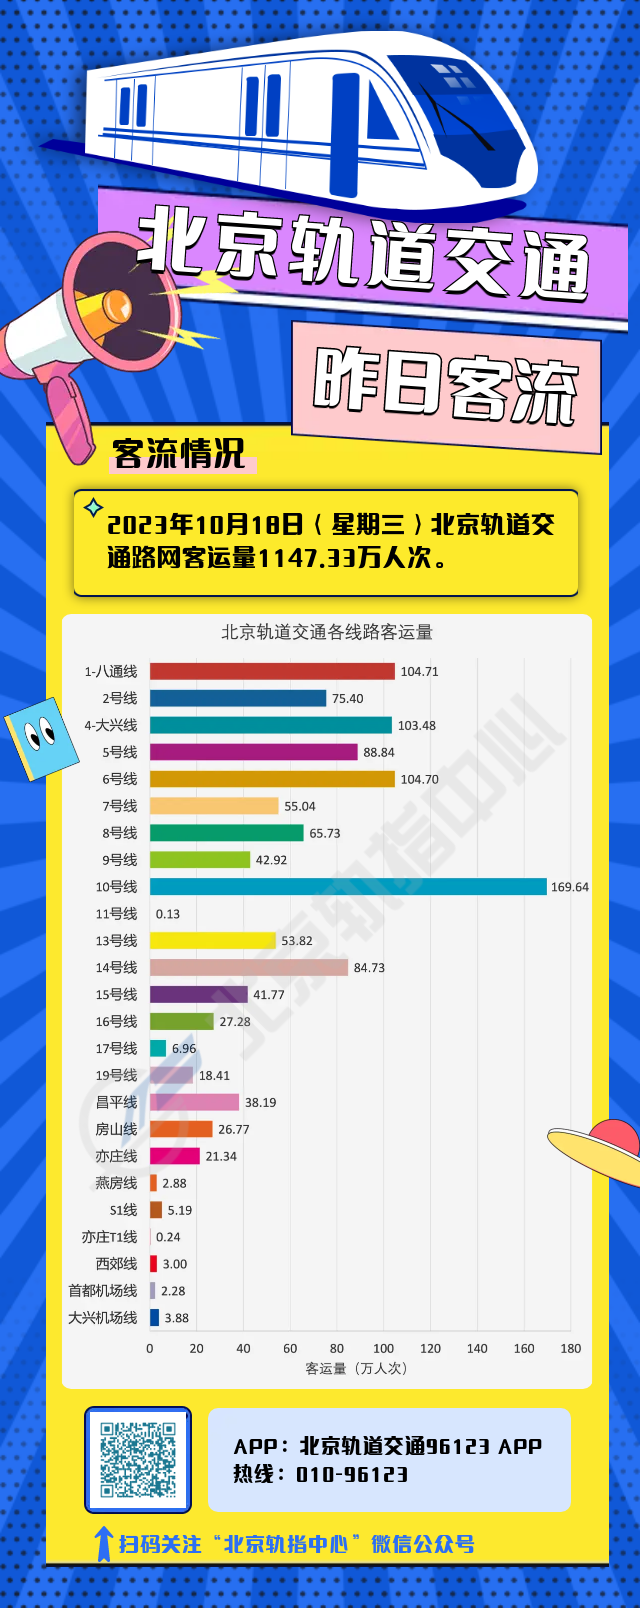 北京轨道交通
昨日客流
客流情况
2023年10月18日（星期三）北京轨道交
通路网客运量1147.33万人次。
北京轨道交通各线路客运量
1-八通线 104.71
2号线 75.40
4-大兴线 103.48
5号线 88.84
6号线 104.70
7号线 55.04
8号线 65.73
9号线 42.92
10号线 169.64
11号线 0.13
13号线 53.82
14号线 84.73
15号线 41.77
16号线 27.28
17号线 6.96
19号线 18.41
昌平线 38.19
房山线 26.77
亦庄线 21.34
燕房线 2.88
S1线 5.19
亦庄T1线 0.24
西郊线 3.00
首都机场线 2.28
大兴机场线 3.88
0 20 40 60 80 100 120 140 160 180
客运量（万人次）
北京轨指中心
APP：北京轨道交通96123 APP
热线：010-96123
扫码关注“北京轨指中心”微信公众号